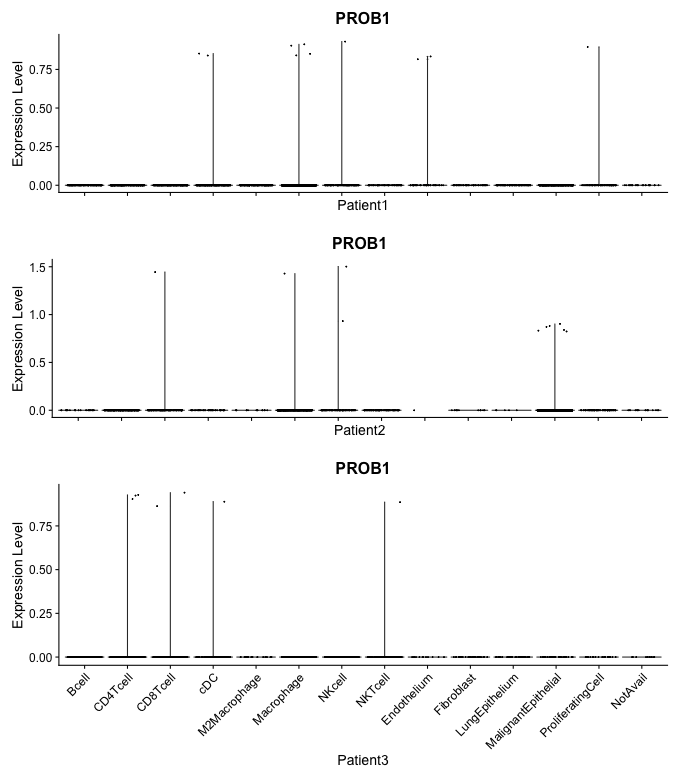 PROB1
Expression Level
0.75
0.50
0.25
0.00
Patient1
PROB1
Expression Level
1.5
1.0
0.5
0.0
Patient2
PROB1
Expression Level
0.75
0.50
0.25
0.00
Bcell
CD4Tcell
CD8Tcell
cDC
M2Macrophage
Macrophage
NKcell
NKTcell
Endothelium
Fibroblast
LungEpithelium
MalignantEpithelial
ProliferatingCell
NotAvail
Patient3